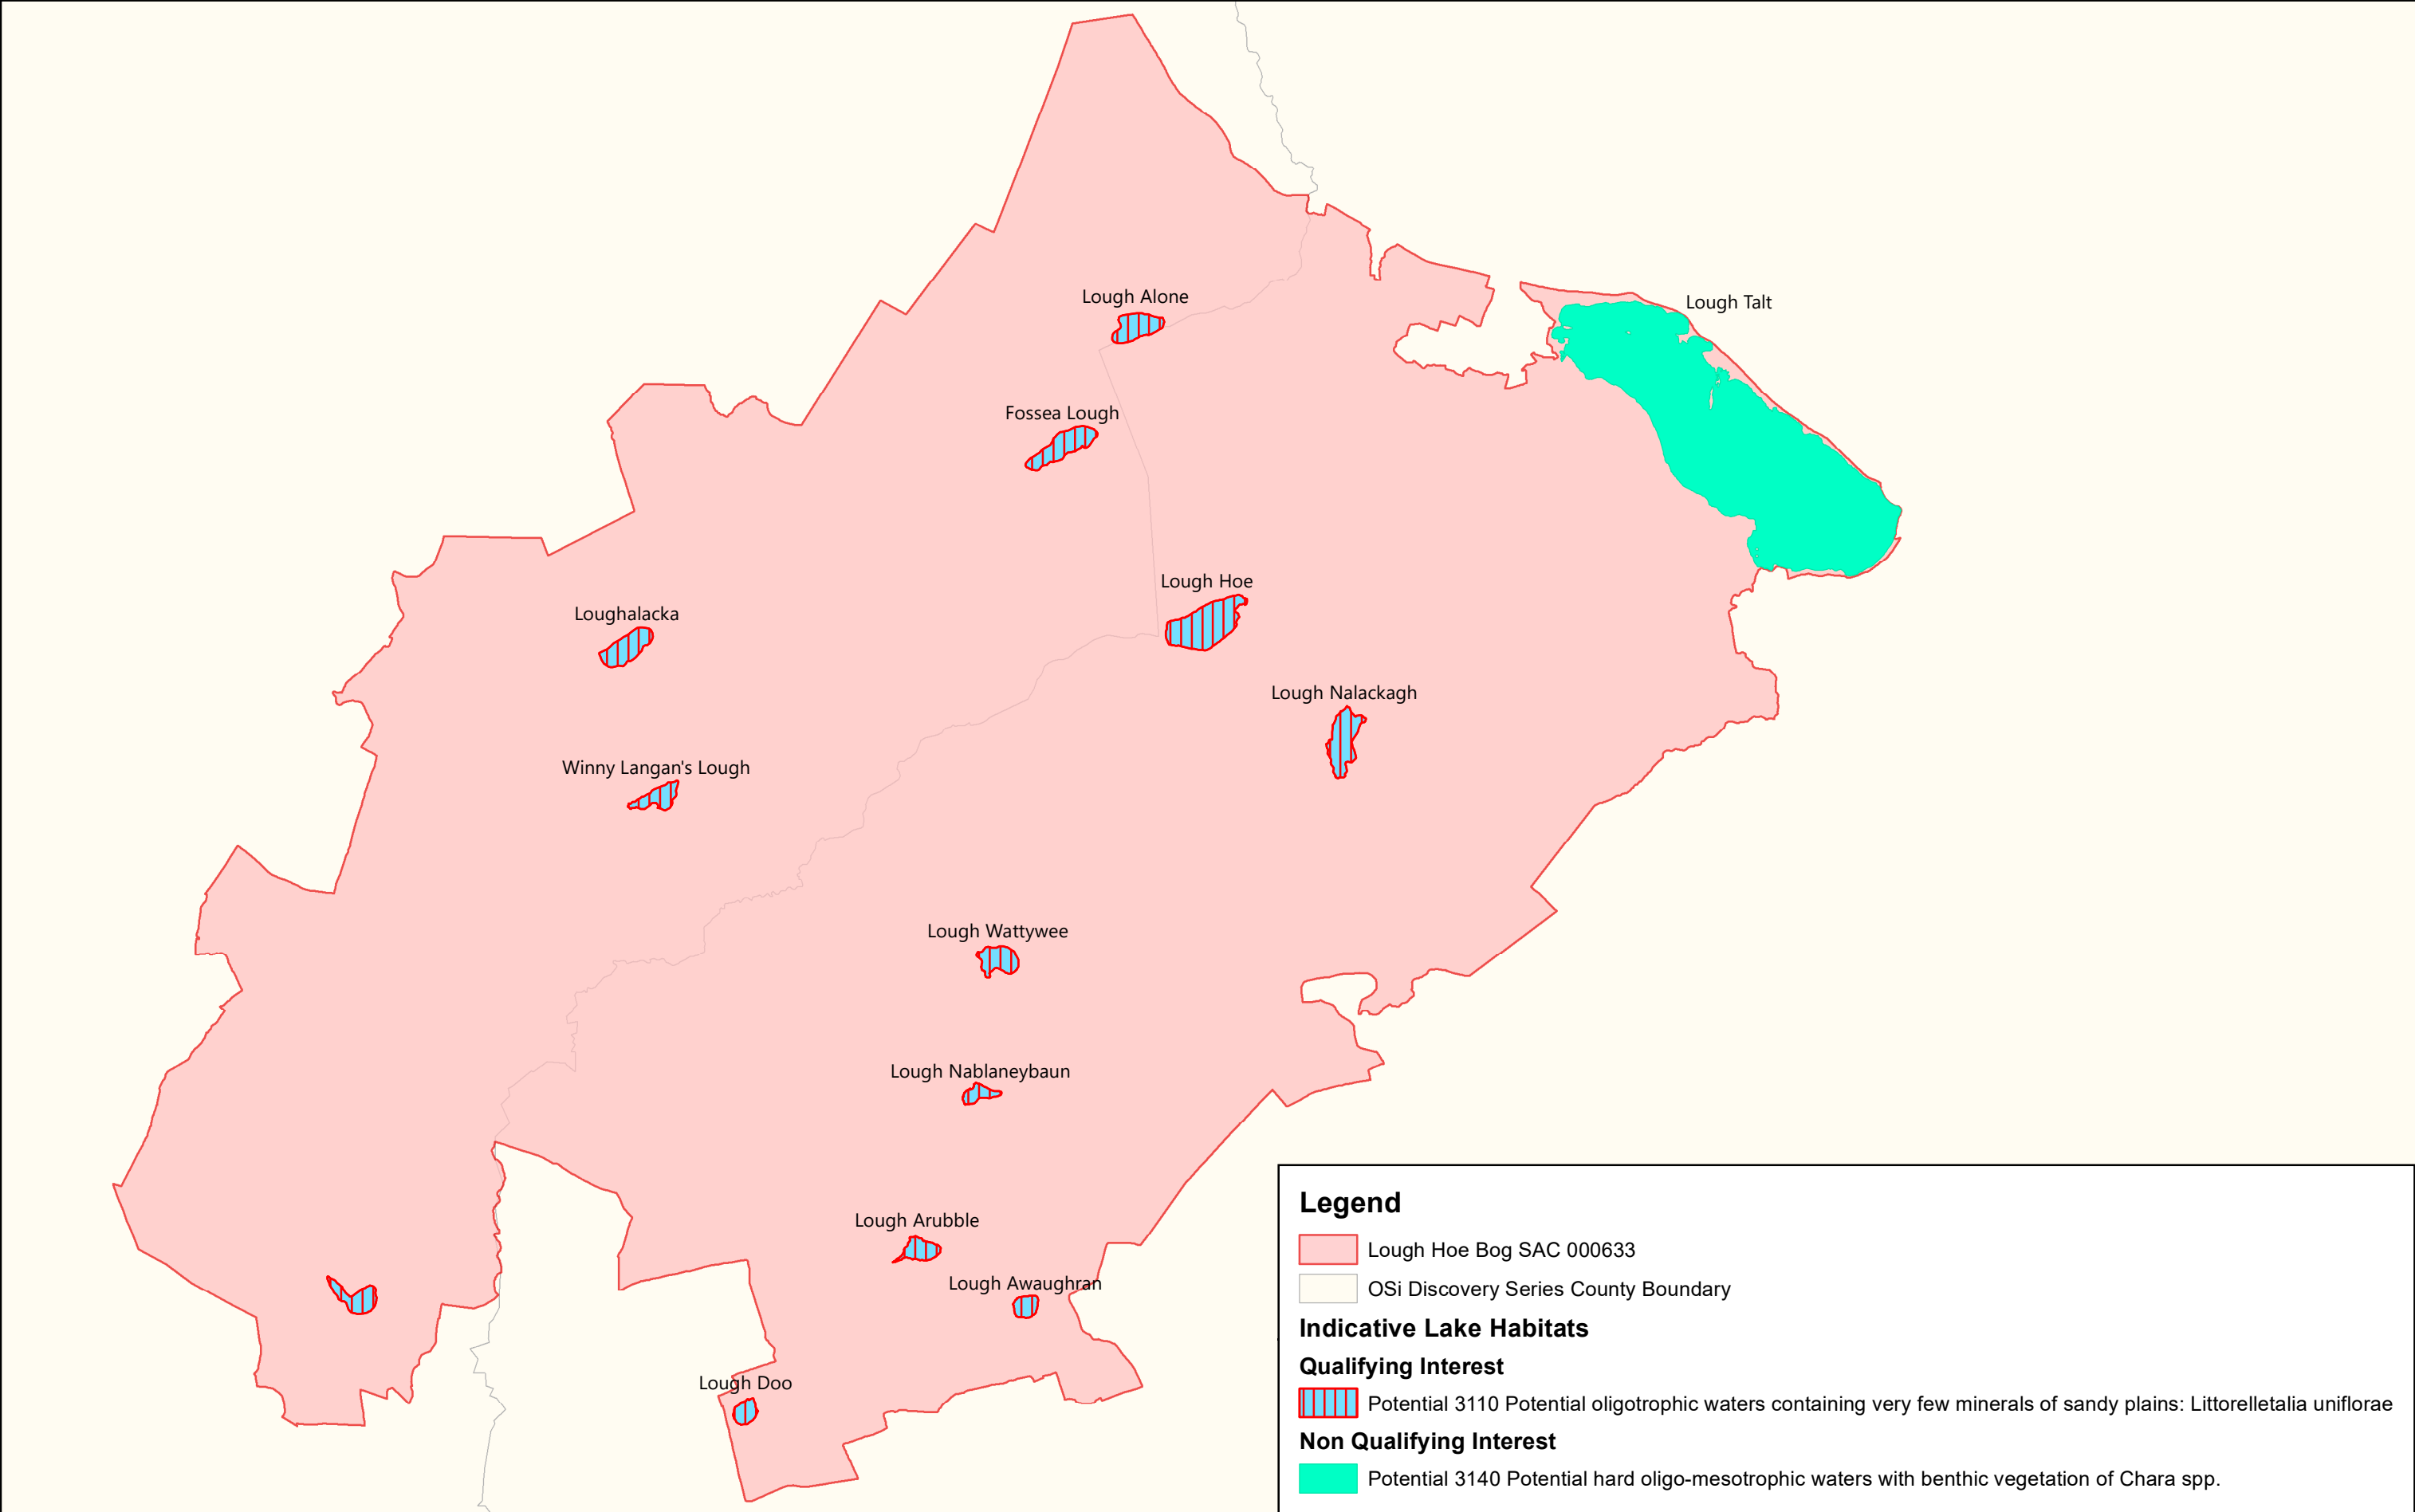 Lough Alone
Lough Talt
Fossea Lough
Lough Hoe
Loughalacka
Lough Nalackagh
Winny Langan's Lough
Lough Wattywee
Lough Nablaneybaun
Lough Arubble
Lough Awaughran
Lough Doo
Legend
Lough Hoe Bog SAC 000633
OSi Discovery Series County Boundary
Indicative Lake Habitats
Qualifying Interest
Potential 3110 Potential oligotrophic waters containing very few minerals of sandy plains: Littorelletalia uniflorae
Non Qualifying Interest
Potential 3140 Potential hard oligo-mesotrophic waters with benthic vegetation of Chara spp.